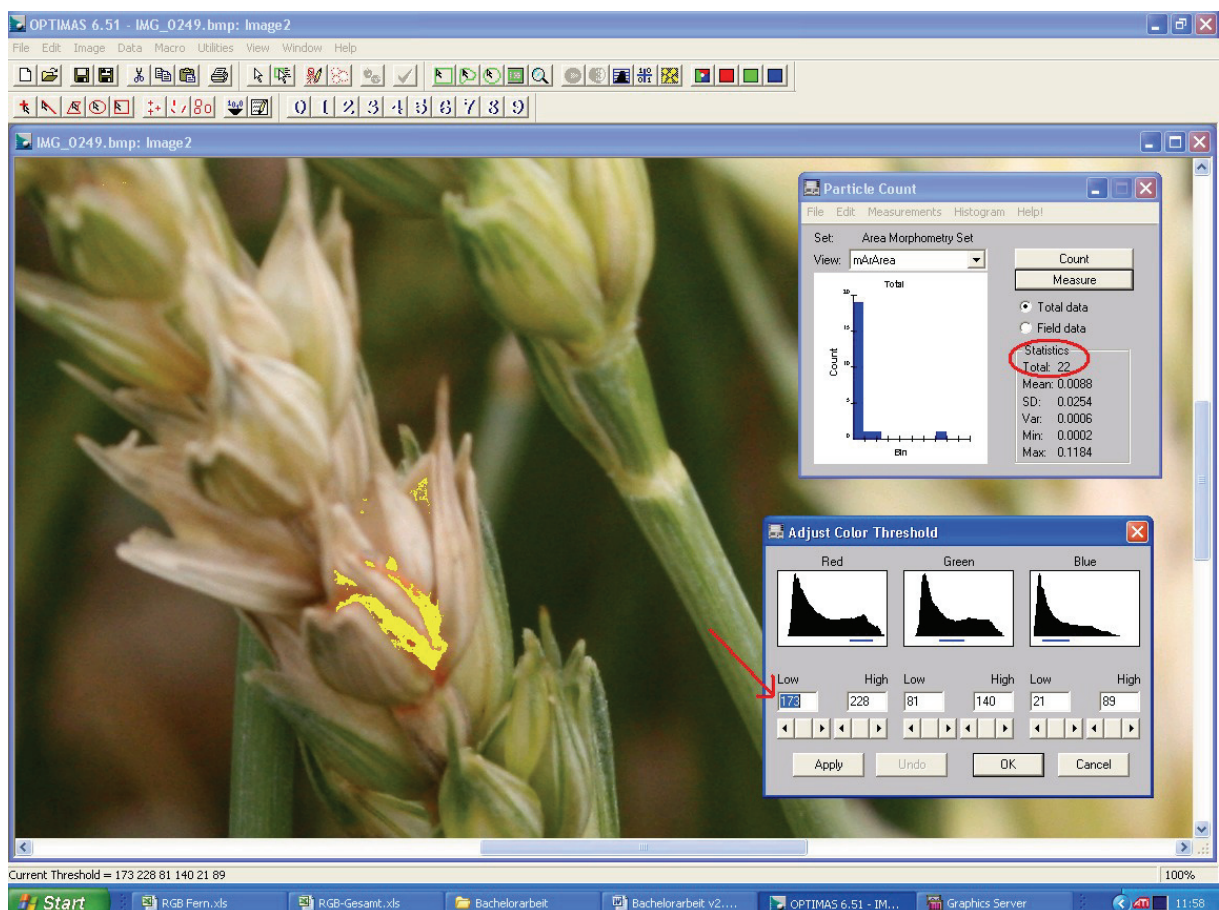 OPTIMAS 6.51 - IMG_0249.bmp: Image2
File Edit Image Data Macro Utilities View Window Help
0 1 2 3 4 5 6 7 8 9
IMG_0249.bmp: Image2
Particle Count
File Edit Measurements Histogram Help!
Set: Area Morphometry Set
View: mArArea
Count
Measure
Total
20
15
10
5
0
Count
Bin
Total data
Field data
Statistics
Total: 22
Mean: 0.0088
SD: 0.0254
Var: 0.0006
Min: 0.0002
Max: 0.1184
Adjust Color Threshold
Red Green Blue
Low High Low High Low High
173 228 81 140 21 89
Apply Undo OK Cancel
Current Threshold = 173 228 81 140 21 89
100%
Start RGB Fern.xls RGB-Gesamt.xls Bachelorarbeit Bachelorarbeit v2.... OPTIMAS 6.51 - IM... Graphics Server 11:58